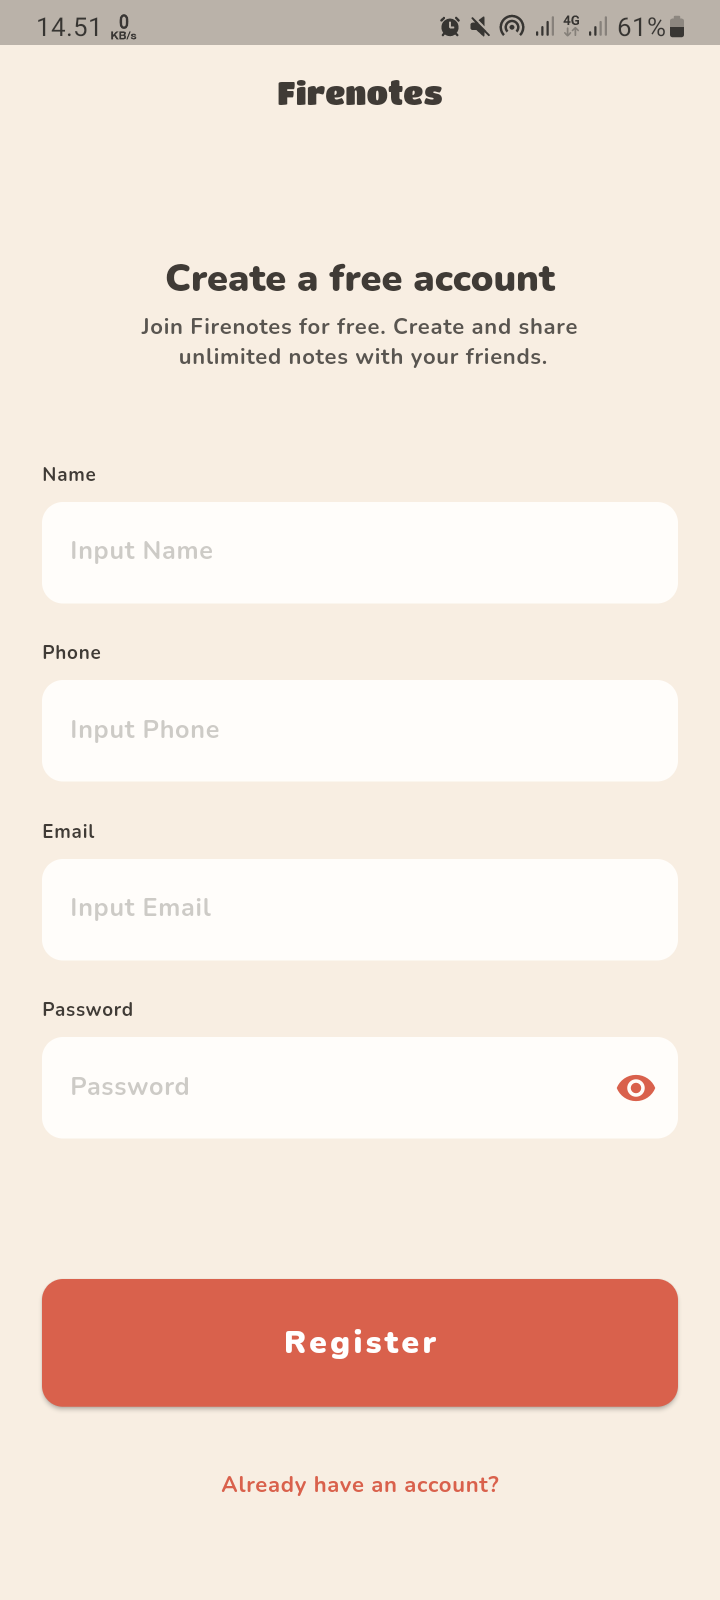 14.51 0 KB/s 4G 61%
Firenotes
Create a free account
Join Firenotes for free. Create and share
unlimited notes with your friends.
Name
Input Name
Phone
Input Phone
Email
Input Email
Password
Password
Register
Already have an account?